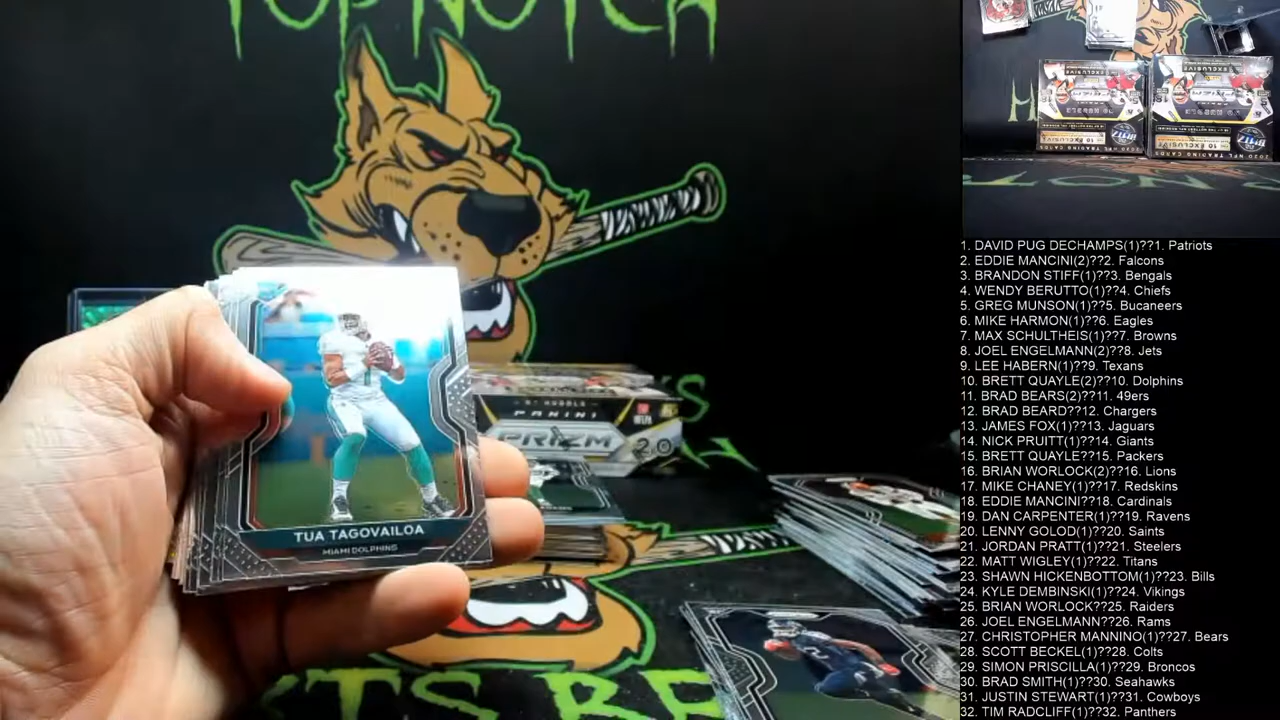 TOP NOTCH
TUA TAGOVAILOA
MIAMI DOLPHINS
PANINI
PRIZM
2020 NFL TRADING CARDS
1. DAVID PUG DECHAMPS(1)??1. Patriots
2. EDDIE MANCINI(2)??2. Falcons
3. BRANDON STIFF(1)??3. Bengals
4. WENDY BERUTTO(1)??4. Chiefs
5. GREG MUNSON(1)??5. Bucaneers
6. MIKE HARMON(1)??6. Eagles
7. MAX SCHULTHEIS(1)??7. Browns
8. JOEL ENGELMANN(2)??8. Jets
9. LEE HABERN(1)??9. Texans
10. BRETT QUAYLE(2)??10. Dolphins
11. BRAD BEARS(2)??11. 49ers
12. BRAD BEARD??12. Chargers
13. JAMES FOX(1)??13. Jaguars
14. NICK PRUITT(1)??14. Giants
15. BRETT QUAYLE??15. Packers
16. BRIAN WORLOCK(2)??16. Lions
17. MIKE CHANEY(1)??17. Redskins
18. EDDIE MANCINI??18. Cardinals
19. DAN CARPENTER(1)??19. Ravens
20. LENNY GOLOD(1)??20. Saints
21. JORDAN PRATT(1)??21. Steelers
22. MATT WIGLEY(1)??22. Titans
23. SHAWN HICKENBOTTOM(1)??23. Bills
24. KYLE DEMBINSKI(1)??24. Vikings
25. BRIAN WORLOCK??25. Raiders
26. JOEL ENGELMANN??26. Rams
27. CHRISTOPHER MANNINO(1)??27. Bears
28. SCOTT BECKEL(1)??28. Colts
29. SIMON PRISCILLA(1)??29. Broncos
30. BRAD SMITH(1)??30. Seahawks
31. JUSTIN STEWART(1)??31. Cowboys
32. TIM RADCLIFF(1)??32. Panthers